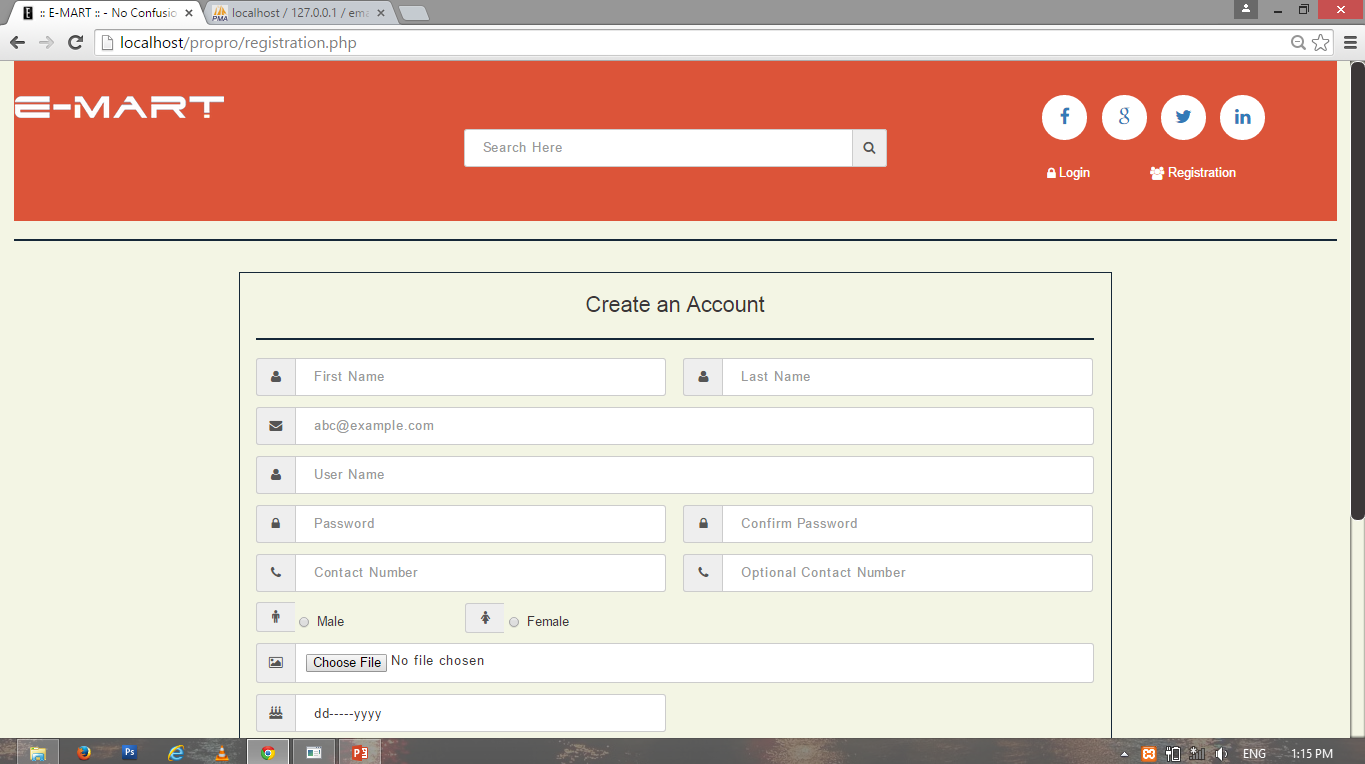 :: E-MART :: - No Confusio
localhost / 127.0.0.1 / ema
localhost/propro/registration.php
E-MART
Search Here
Login
Registration
Create an Account
First Name
Last Name
abc@example.com
User Name
Password
Confirm Password
Contact Number
Optional Contact Number
Male
Female
Choose File No file chosen
dd-----yyyy
ENG
1:15 PM